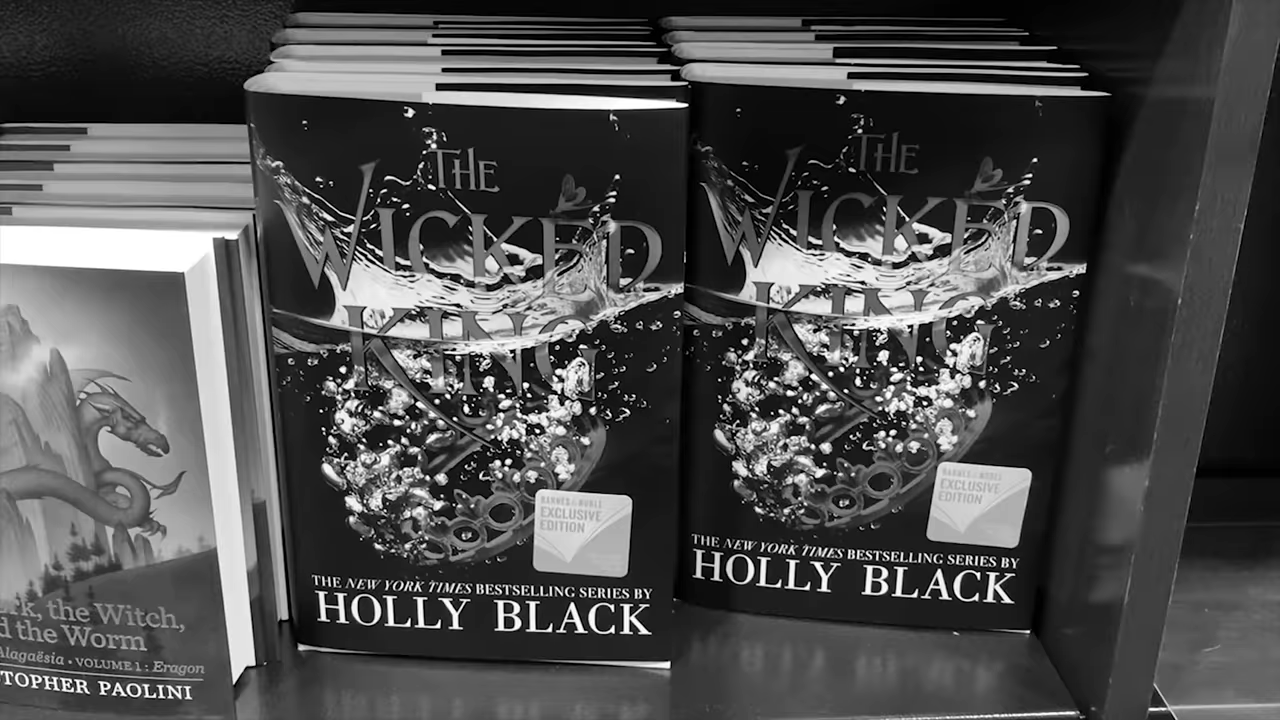 THE
WICKED
KING
BARNES & NOBLE
EXCLUSIVE
EDITION
THE NEW YORK TIMES BESTSELLING SERIES BY
HOLLY BLACK
THE
WICKED
KING
BARNES & NOBLE
EXCLUSIVE
EDITION
THE NEW YORK TIMES BESTSELLING SERIES BY
HOLLY BLACK
rk, the Witch,
d the Worm
Alagaësia · VOLUME 1 : Eragon
TOPHER PAOLINI